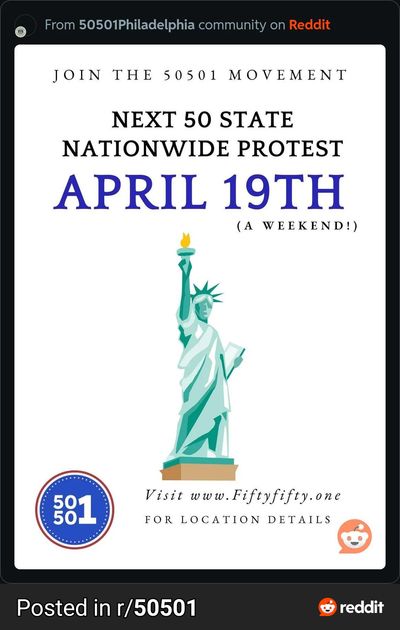 From 50501Philadelphia community on Reddit
JOIN THE 50501 MOVEMENT
NEXT 50 STATE
NATIONWIDE PROTEST
APRIL 19TH
(A WEEKEND!)
50
501
Visit www.Fiftyfifty.one
FOR LOCATION DETAILS
Posted in r/50501
reddit